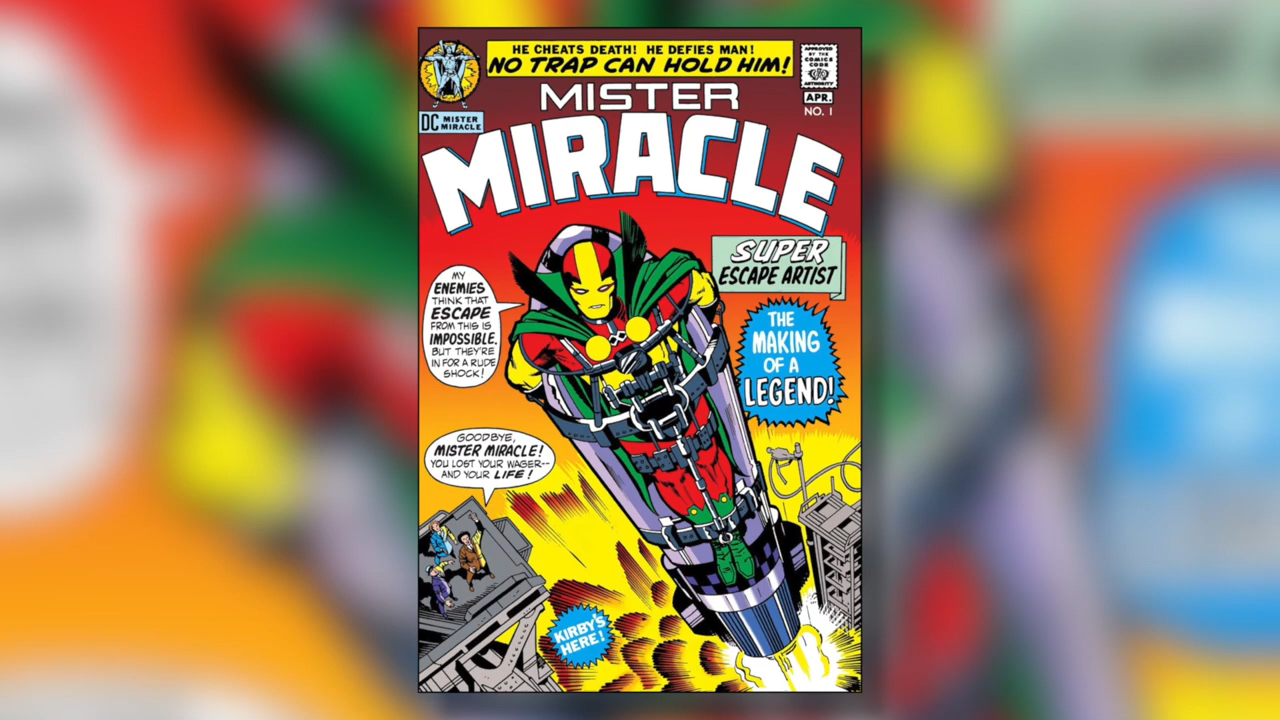 HE CHEATS DEATH! HE DEFIES MAN!
NO TRAP CAN HOLD HIM!
APPROVED
BY THE
COMICS
CODE
AUTHORITY
APR.
NO. 1
DC MISTER
MIRACLE
MISTER
MIRACLE
SUPER
ESCAPE ARTIST
MY
ENEMIES
THINK THAT
ESCAPE
FROM THIS IS
IMPOSSIBLE.
BUT THEY'RE
IN FOR A RUDE
SHOCK!
THE
MAKING
OF A
LEGEND!
GOODBYE,
MISTER MIRACLE!
YOU LOST YOUR WAGER--
AND YOUR LIFE!
KIRBY'S
HERE!